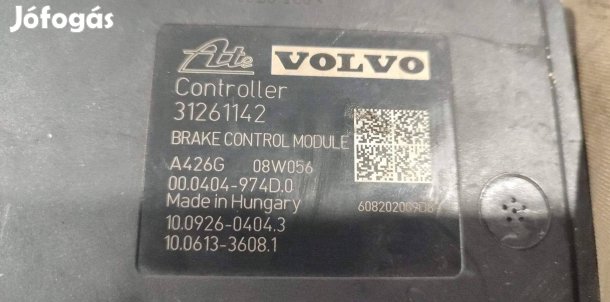 Jófogás
Ate VOLVO
Controller
31261142
BRAKE CONTROL MODULE
A426G 08W056
00.0404-974D.0
Made in Hungary
10.0926-0404.3
10.0613-3608.1